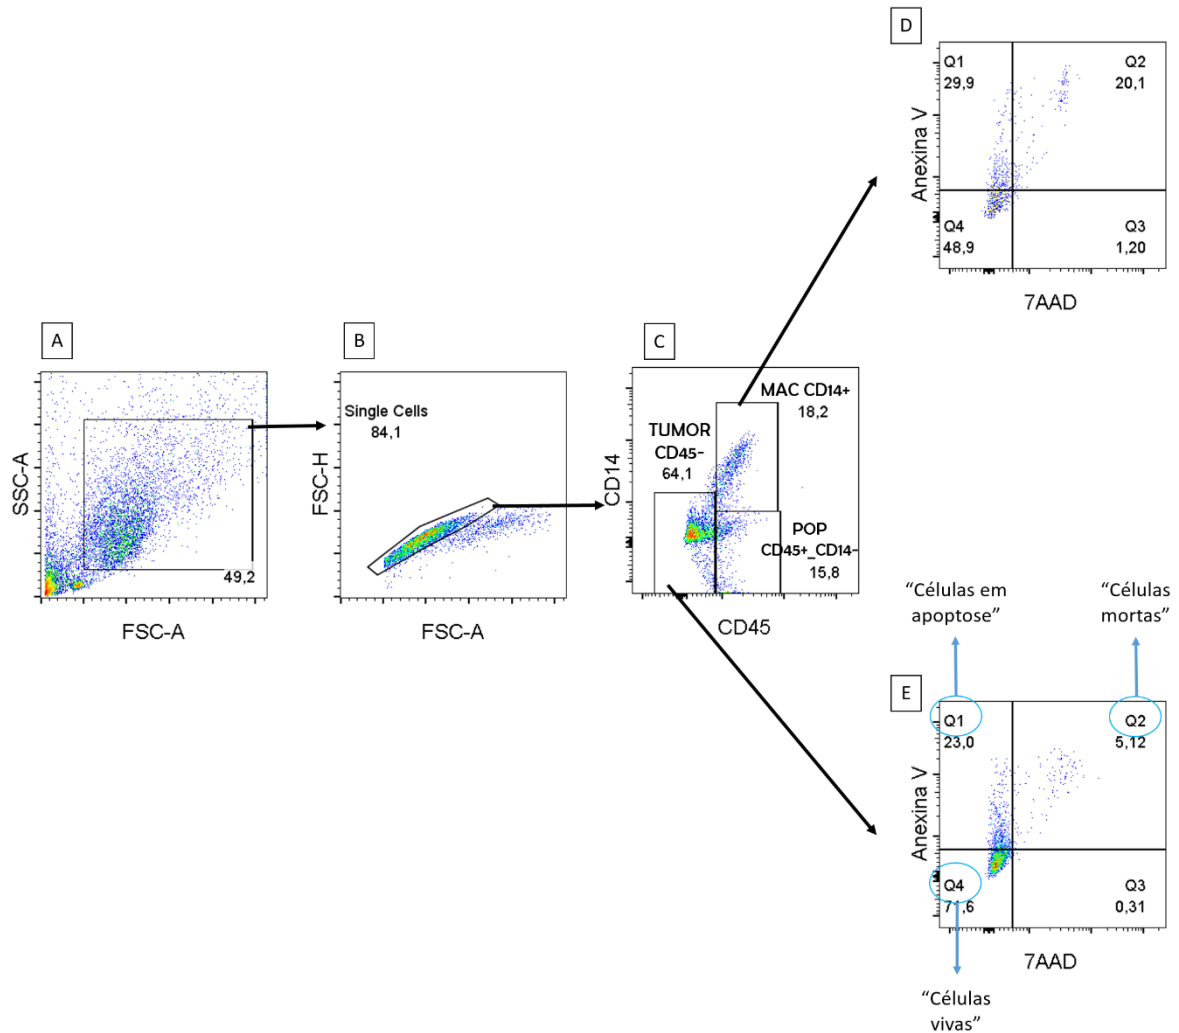 A
SSC-A
49,2
FSC-A
B
Single Cells
84,1
FSC-H
FSC-A
C
MAC CD14+
18,2
TUMOR
CD45-
64,1
POP
CD45+_CD14-
15,8
CD14
CD45
D
Q1
29,9
Q2
20,1
Anexina V
Q4
48,9
Q3
1,20
7AAD
“Células em
apoptose”
“Células
mortas”
E
Q1
23,0
Q2
5,12
Anexina V
Q4
Q3
0,31
7AAD
“Células
vivas”